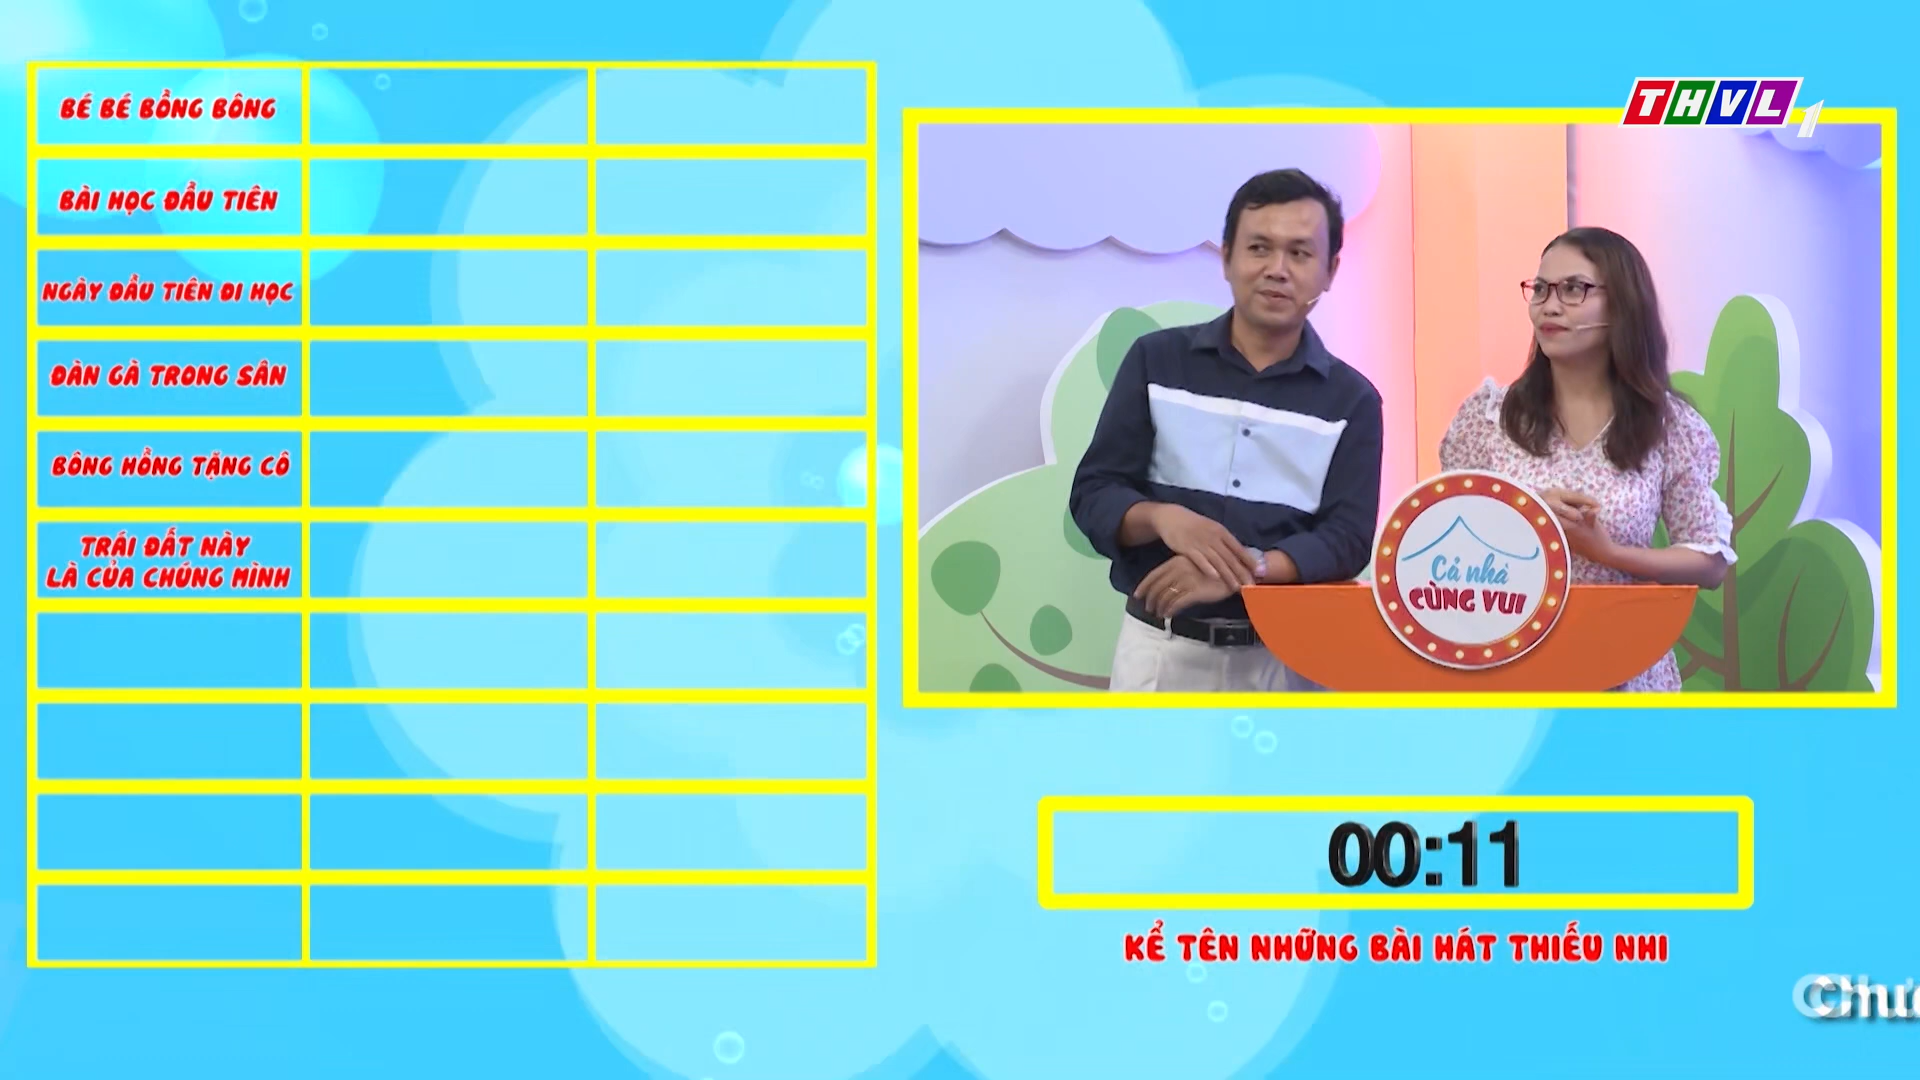 BÉ BÉ BỒNG BÔNG
BÀI HỌC ĐẦU TIÊN
NGÀY ĐẦU TIÊN ĐI HỌC
ĐÀN GÀ TRONG SÂN
BÔNG HỒNG TẶNG CÔ
TRÁI ĐẤT NÀY
LÀ CỦA CHÚNG MÌNH
THVL1
Cả nhà
CÙNG VUI
00:11
KỂ TÊN NHỮNG BÀI HÁT THIẾU NHI